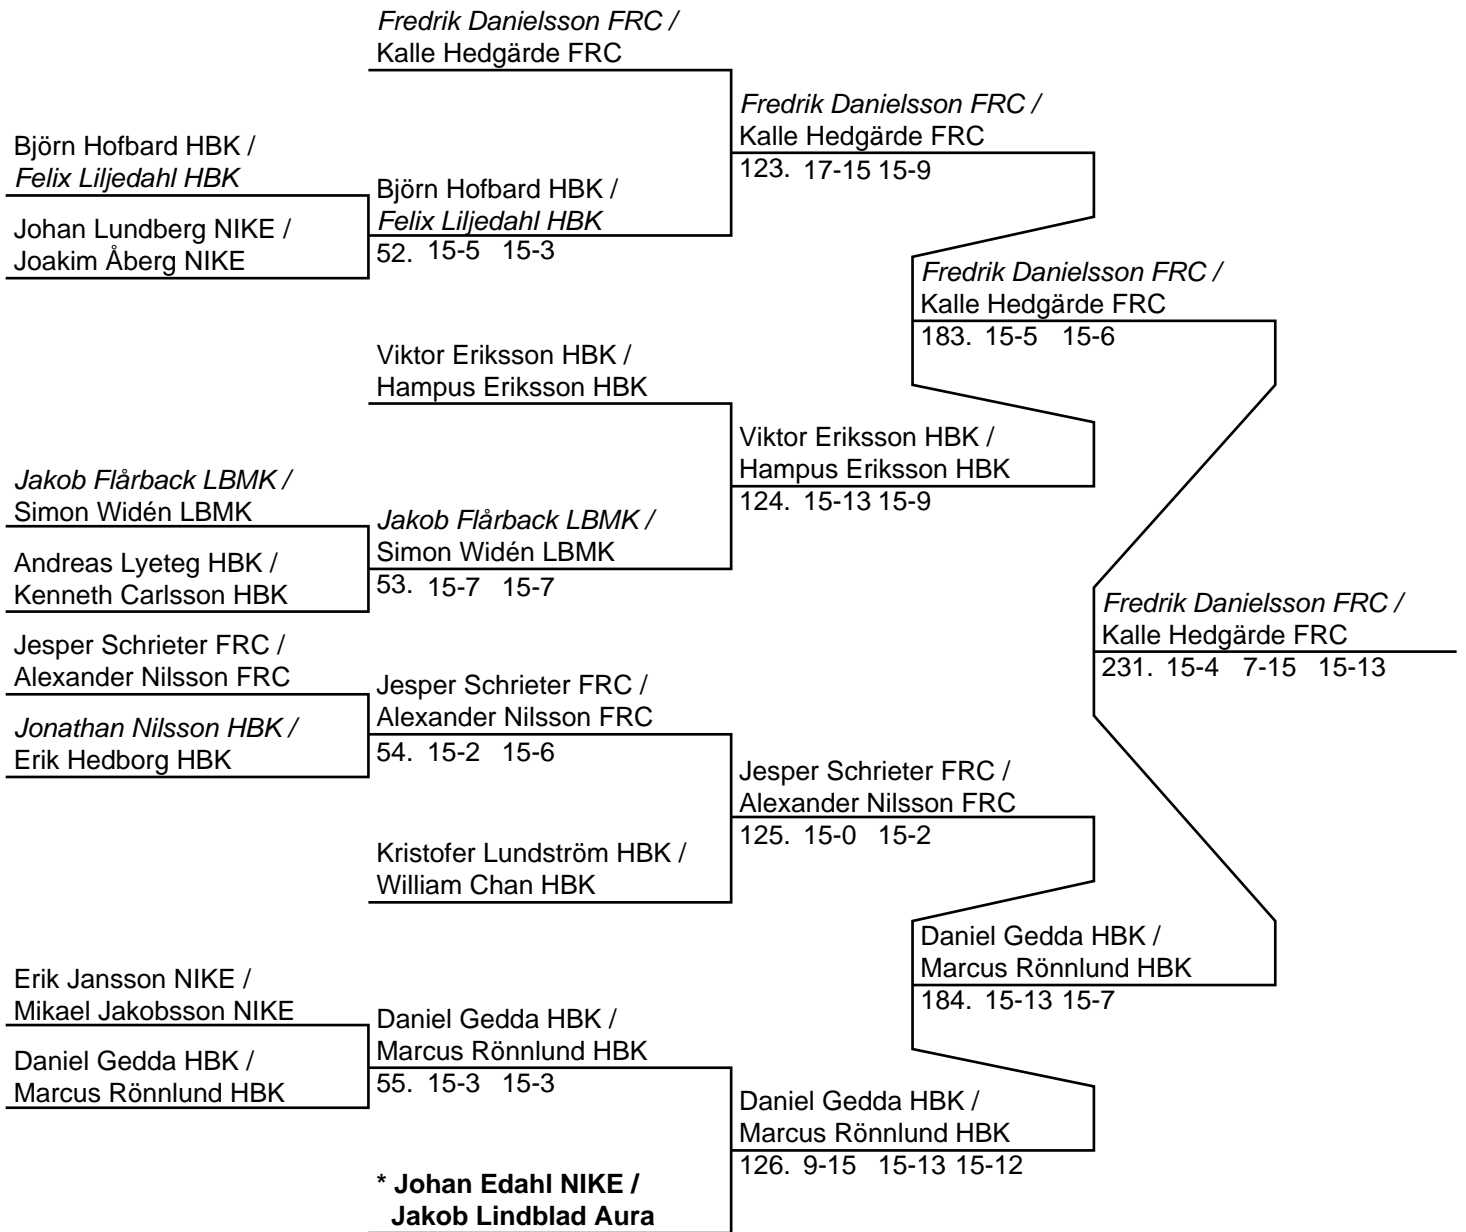 Fredrik Danielsson FRC /
Kalle Hedgärde FRC
Fredrik Danielsson FRC /
Kalle Hedgärde FRC
123. 17-15 15-9
Björn Hofbard HBK /
Felix Liljedahl HBK
Johan Lundberg NIKE /
Joakim Åberg NIKE
Björn Hofbard HBK /
Felix Liljedahl HBK
52. 15-5 15-3
Fredrik Danielsson FRC /
Kalle Hedgärde FRC
183. 15-5 15-6
Viktor Eriksson HBK /
Hampus Eriksson HBK
Viktor Eriksson HBK /
Hampus Eriksson HBK
124. 15-13 15-9
Jakob Flårback LBMK /
Simon Widén LBMK
Andreas Lyeteg HBK /
Kenneth Carlsson HBK
Jakob Flårback LBMK /
Simon Widén LBMK
53. 15-7 15-7
Fredrik Danielsson FRC /
Kalle Hedgärde FRC
231. 15-4 7-15 15-13
Jesper Schrieter FRC /
Alexander Nilsson FRC
Jonathan Nilsson HBK /
Erik Hedborg HBK
Jesper Schrieter FRC /
Alexander Nilsson FRC
54. 15-2 15-6
Jesper Schrieter FRC /
Alexander Nilsson FRC
125. 15-0 15-2
Kristofer Lundström HBK /
William Chan HBK
Daniel Gedda HBK /
Marcus Rönnlund HBK
184. 15-13 15-7
Erik Jansson NIKE /
Mikael Jakobsson NIKE
Daniel Gedda HBK /
Marcus Rönnlund HBK
Daniel Gedda HBK /
Marcus Rönnlund HBK
55. 15-3 15-3
Daniel Gedda HBK /
Marcus Rönnlund HBK
126. 9-15 15-13 15-12
* Johan Edahl NIKE /
Jakob Lindblad Aura